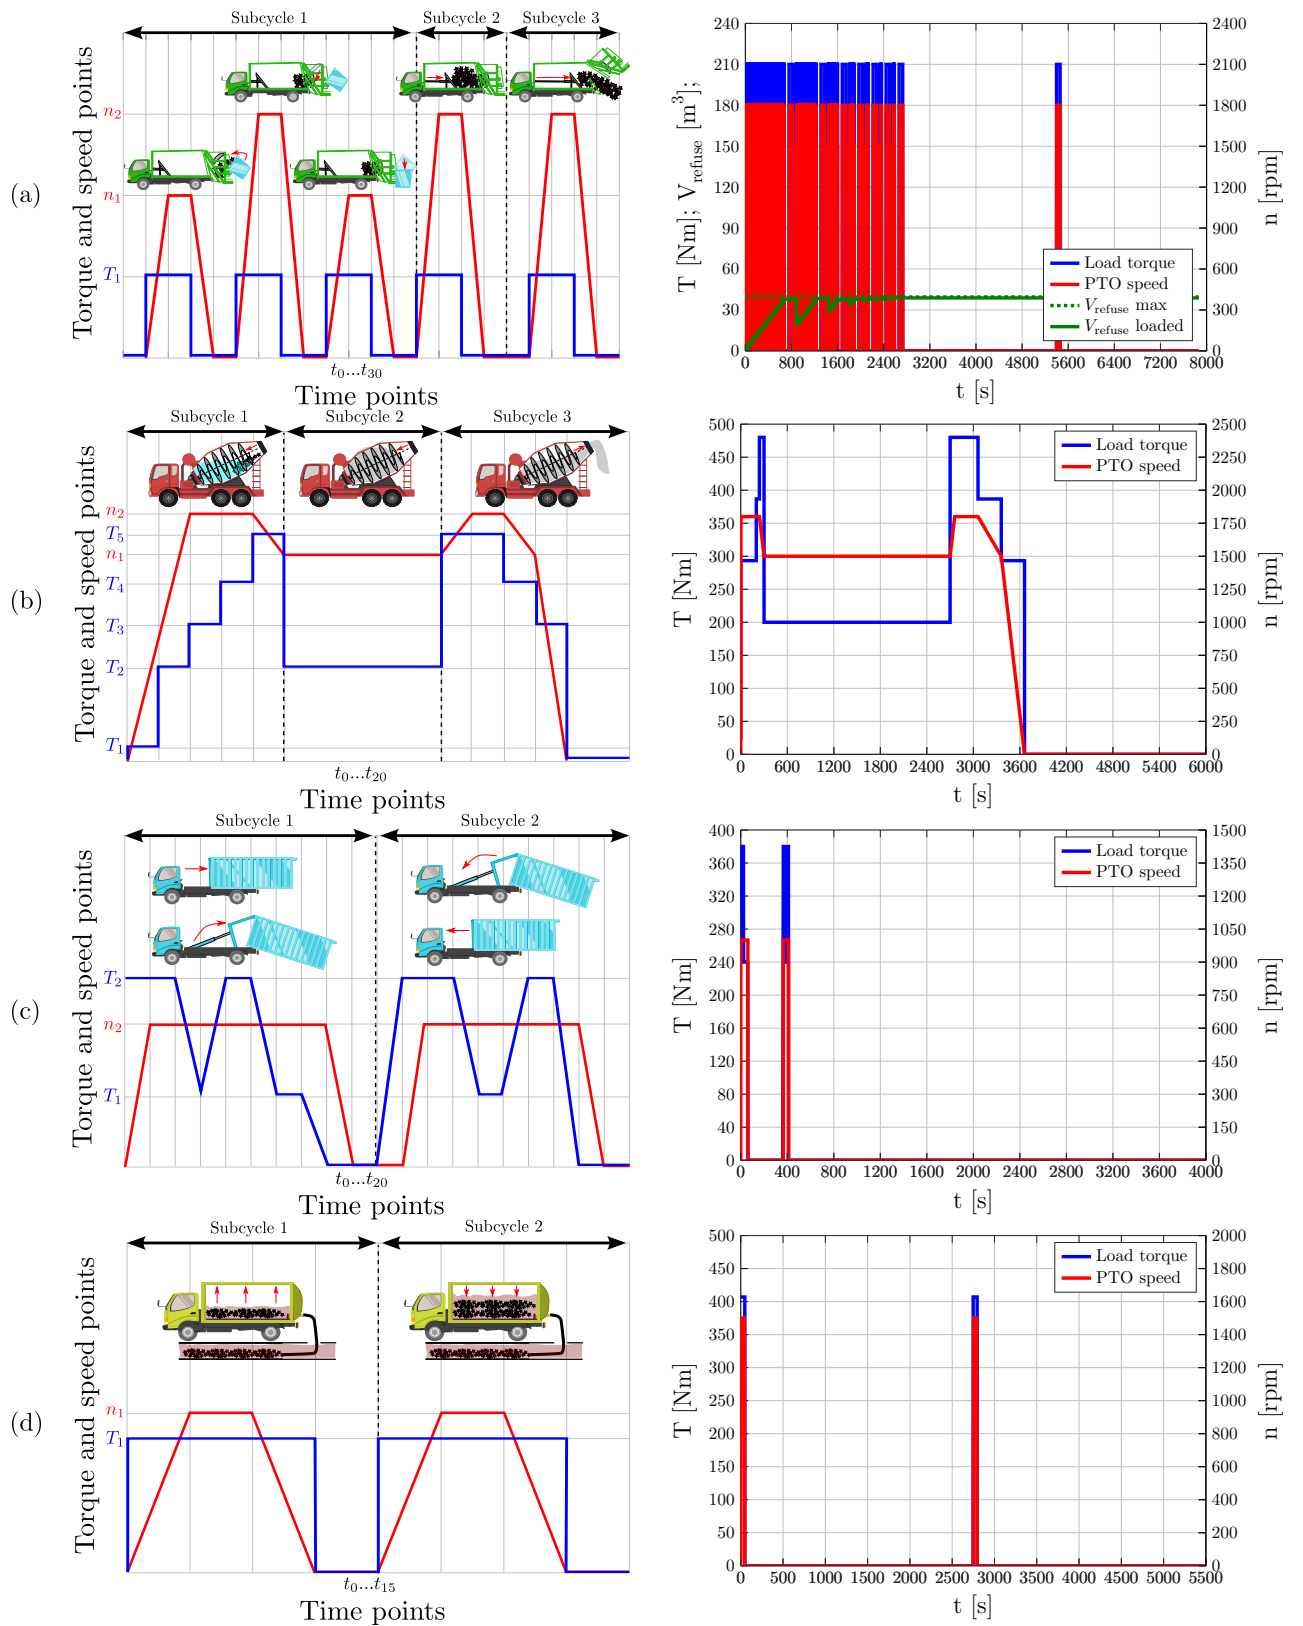 (a)
Subcycle 1
Subcycle 2
Subcycle 3
Torque and speed points
n2
n1
T1
t0...t30
Time points
T [Nm]; Vrefuse [m3];
240
210
180
150
120
90
60
30
0
2400
2100
1800
1500
1200
900
600
300
0
n [rpm]
Load torque
PTO speed
Vrefuse max
Vrefuse loaded
0 800 1600 2400 3200 4000 4800 5600 6400 7200 8000
t [s]
(b)
Subcycle 1
Subcycle 2
Subcycle 3
Torque and speed points
n2
T5
n1
T4
T3
T2
T1
t0...t20
Time points
T [Nm]
500
450
400
350
300
250
200
150
100
50
0
2500
2250
2000
1750
1500
1250
1000
750
500
250
0
n [rpm]
Load torque
PTO speed
0 600 1200 1800 2400 3000 3600 4200 4800 5400 6000
t [s]
(c)
Subcycle 1
Subcycle 2
Torque and speed points
T2
n2
T1
t0...t20
Time points
T [Nm]
400
360
320
280
240
200
160
120
80
40
0
1500
1350
1200
1050
900
750
600
450
300
150
0
n [rpm]
Load torque
PTO speed
0 400 800 1200 1600 2000 2400 2800 3200 3600 4000
t [s]
(d)
Subcycle 1
Subcycle 2
Torque and speed points
n1
T1
t0...t15
Time points
T [Nm]
500
450
400
350
300
250
200
150
100
50
0
2000
1800
1600
1400
1200
1000
800
600
400
200
0
n [rpm]
Load torque
PTO speed
0 500 1000 1500 2000 2500 3000 3500 4000 4500 5000 5500
t [s]